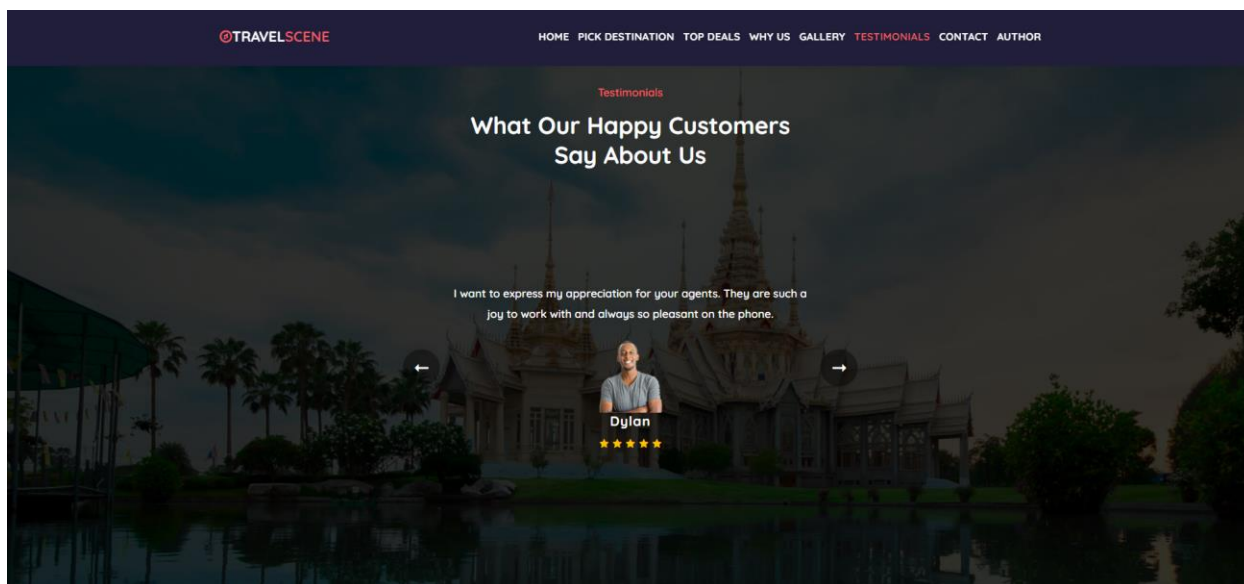 TRAVELSCENE
HOME PICK DESTINATION TOP DEALS WHY US GALLERY TESTIMONIALS CONTACT AUTHOR
Testimonials
What Our Happy Customers
Say About Us
I want to express my appreciation for your agents. They are such a
joy to work with and always so pleasant on the phone.
Dylan